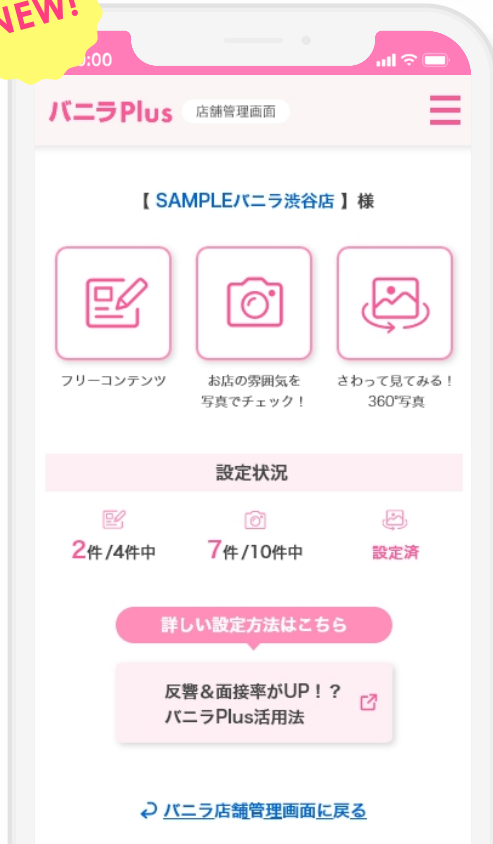 NEW!
:00
バニラPlus 店舗管理画面
【 SAMPLEバニラ渋谷店 】様
フリーコンテンツ
お店の雰囲気を
写真でチェック！
さわって見てみる！
360°写真
設定状況
2件/4件中 7件/10件中 設定済
詳しい設定方法はこちら
反響＆面接率がUP！？
バニラPlus活用法
バニラ店舗管理画面に戻る